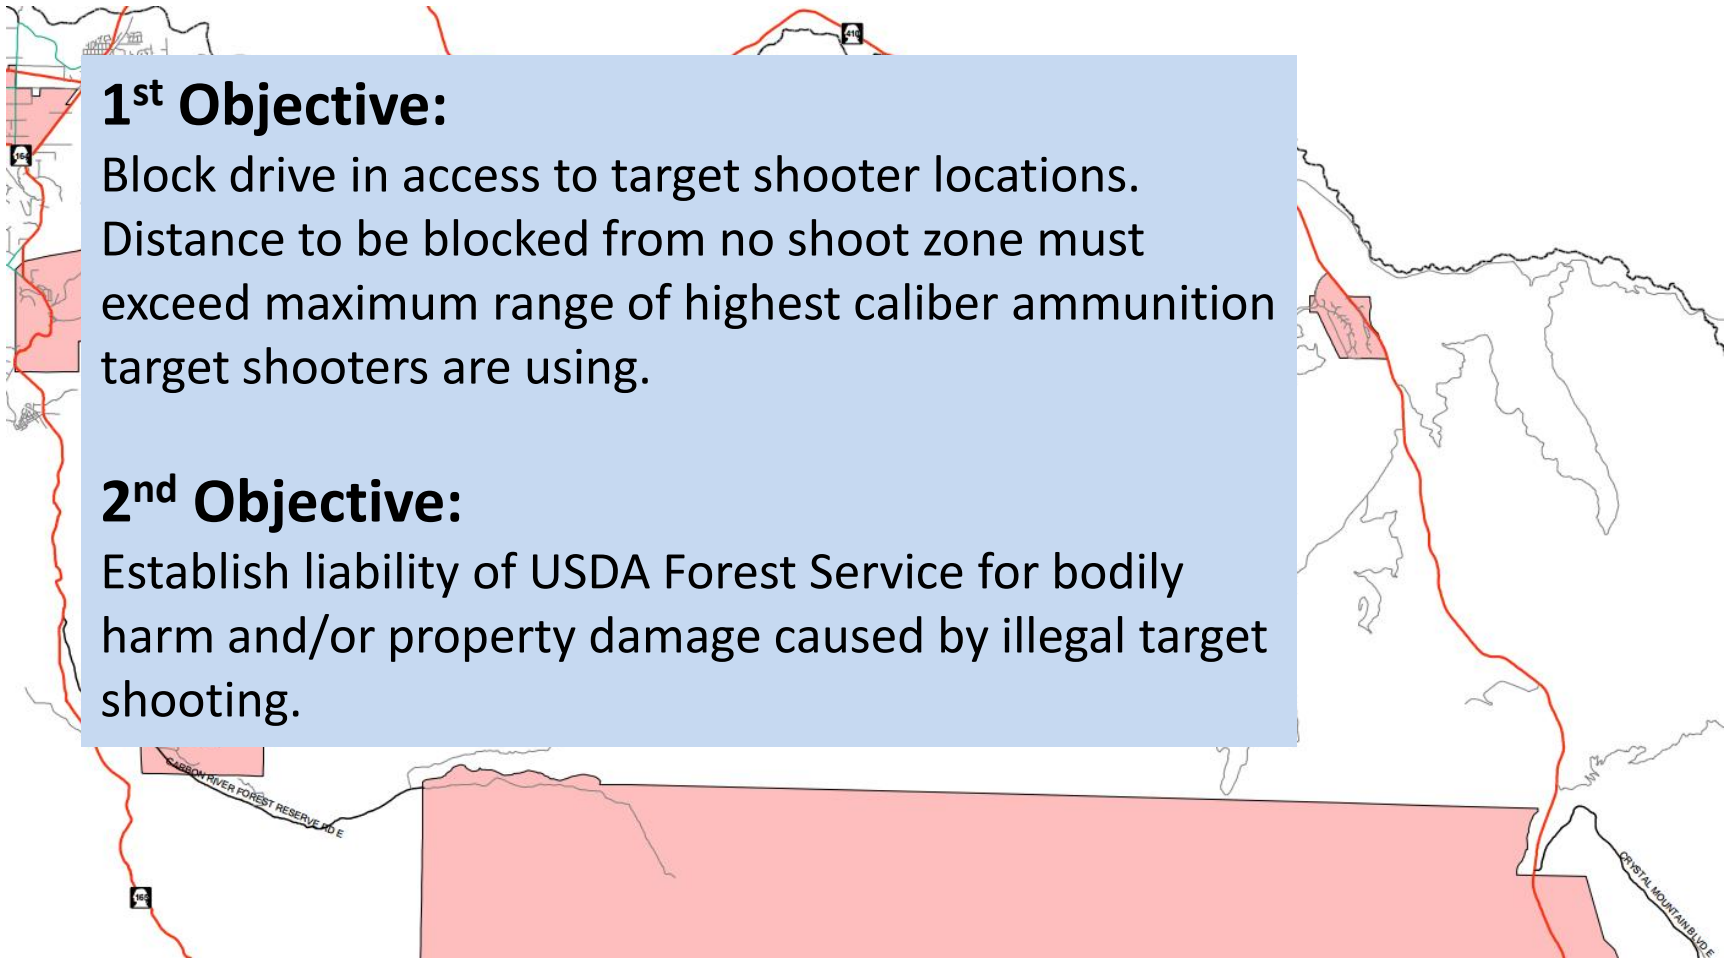 410
1st Objective:
Block drive in access to target shooter locations.
Distance to be blocked from no shoot zone must
exceed maximum range of highest caliber ammunition
target shooters are using.
164
2nd Objective:
Establish liability of USDA Forest Service for bodily
harm and/or property damage caused by illegal target
shooting.
CARBON RIVER FOREST RESERVE RD E
CRYSTAL MOUNTAIN BLVD E
165